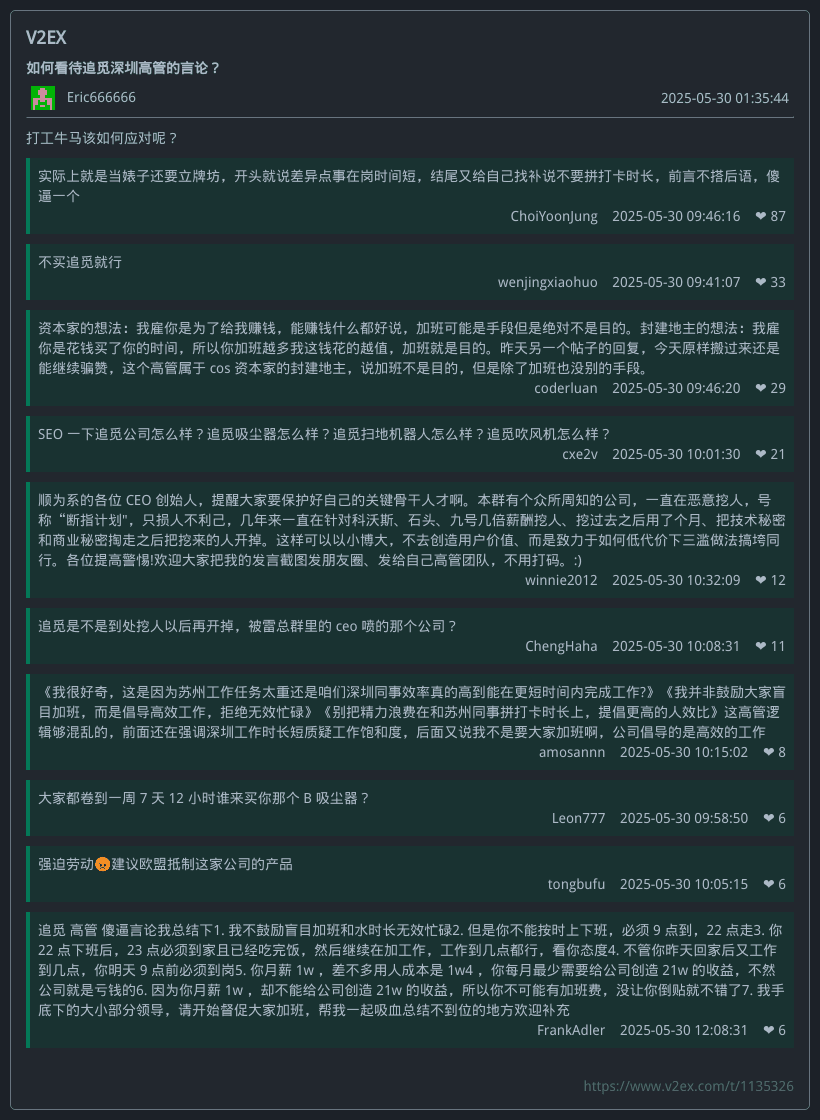 V2EX
如何看待追觅深圳高管的言论？
Eric666666 2025-05-30 01:35:44
打工牛马该如何应对呢？
实际上就是当婊子还要立牌坊，开头就说差异点事在岗时间短，结尾又给自己找补说不要拼打卡时长，前言不搭后语，傻
逼一个
ChoiYoonJung 2025-05-30 09:46:16 ❤ 87
不买追觅就行
wenjingxiaohuo 2025-05-30 09:41:07 ❤ 33
资本家的想法：我雇你是为了给我赚钱，能赚钱什么都好说，加班可能是手段但是绝对不是目的。封建地主的想法：我雇
你是花钱买了你的时间，所以你加班越多我这钱花的越值，加班就是目的。昨天另一个帖子的回复，今天原样搬过来还是
能继续骗赞，这个高管属于 cos 资本家的封建地主，说加班不是目的，但是除了加班也没别的手段。
coderluan 2025-05-30 09:46:20 ❤ 29
SEO 一下追觅公司怎么样？追觅吸尘器怎么样？追觅扫地机器人怎么样？追觅吹风机怎么样？
cxe2v 2025-05-30 10:01:30 ❤ 21
顺为系的各位 CEO 创始人，提醒大家要保护好自己的关键骨干人才啊。本群有个众所周知的公司，一直在恶意挖人，号
称“断指计划"，只损人不利己，几年来一直在针对科沃斯、石头、九号几倍薪酬挖人、挖过去之后用了个月、把技术秘密
和商业秘密掏走之后把挖来的人开掉。这样可以以小博大，不去创造用户价值、而是致力于如何低代价下三滥做法搞垮同
行。各位提高警惕!欢迎大家把我的发言截图发朋友圈、发给自己高管团队，不用打码。:)
winnie2012 2025-05-30 10:32:09 ❤ 12
追觅是不是到处挖人以后再开掉，被雷总群里的 ceo 喷的那个公司？
ChengHaha 2025-05-30 10:08:31 ❤ 11
《我很好奇，这是因为苏州工作任务太重还是咱们深圳同事效率真的高到能在更短时间内完成工作?》《我并非鼓励大家盲
目加班，而是倡导高效工作，拒绝无效忙碌》《别把精力浪费在和苏州同事拼打卡时长上，提倡更高的人效比》这高管逻
辑够混乱的，前面还在强调深圳工作时长短质疑工作饱和度，后面又说我不是要大家加班啊，公司倡导的是高效的工作
amosannn 2025-05-30 10:15:02 ❤ 8
大家都卷到一周 7 天 12 小时谁来买你那个 B 吸尘器？
Leon777 2025-05-30 09:58:50 ❤ 6
强迫劳动😡建议欧盟抵制这家公司的产品
tongbufu 2025-05-30 10:05:15 ❤ 6
追觅 高管 傻逼言论我总结下1. 我不鼓励盲目加班和水时长无效忙碌2. 但是你不能按时上下班，必须 9 点到，22 点走3. 你
22 点下班后，23 点必须到家且已经吃完饭，然后继续在加工作，工作到几点都行，看你态度4. 不管你昨天回家后又工作
到几点，你明天 9 点前必须到岗5. 你月薪 1w ，差不多用人成本是 1w4 ，你每月最少需要给公司创造 21w 的收益，不然
公司就是亏钱的6. 因为你月薪 1w ，却不能给公司创造 21w 的收益，所以你不可能有加班费，没让你倒贴就不错了7. 我手
底下的大小部分领导，请开始督促大家加班，帮我一起吸血总结不到位的地方欢迎补充
FrankAdler 2025-05-30 12:08:31 ❤ 6
https://www.v2ex.com/t/1135326